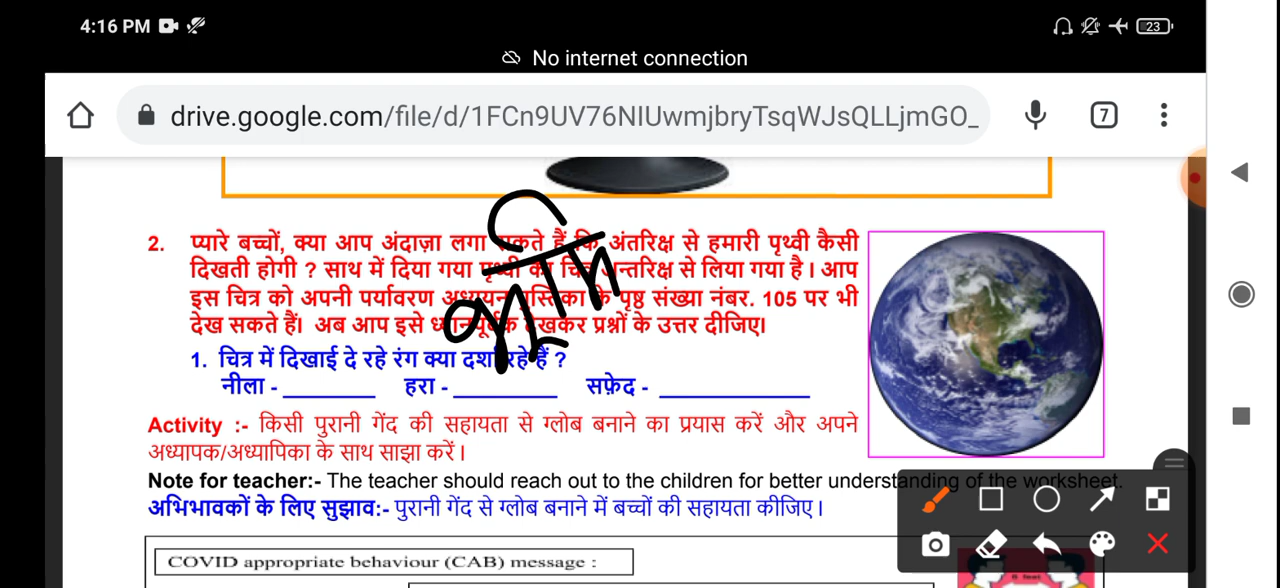 4:16 PM
23
No internet connection
drive.google.com/file/d/1FCn9UV76NIUwmjbryTsqWJsQLLjmGO_
7
2. प्यारे बच्चों, क्या आप अंदाज़ा लगा सकते हैं कि अंतरिक्ष से हमारी पृथ्वी कैसी
दिखती होगी ? साथ में दिया गया पृथ्वी का चित्र अन्तरिक्ष से लिया गया है। आप
इस चित्र को अपनी पर्यावरण अध्ययन पुस्तिका के पृष्ठ संख्या नंबर. 105 पर भी
देख सकते हैं। अब आप इसे ध्यानपूर्वक देखकर प्रश्नों के उत्तर दीजिए।
भूमि
1. चित्र में दिखाई दे रहे रंग क्या दर्शा रहे हैं ?
नीला - ________ हरा - ________ सफ़ेद - ____________
Activity :- किसी पुरानी गेंद की सहायता से ग्लोब बनाने का प्रयास करें और अपने
अध्यापक/अध्यापिका के साथ साझा करें।
Note for teacher:- The teacher should reach out to the children for better understanding of the worksheet.
अभिभावकों के लिए सुझाव:- पुरानी गेंद से ग्लोब बनाने में बच्चों की सहायता कीजिए।
COVID appropriate behaviour (CAB) message :